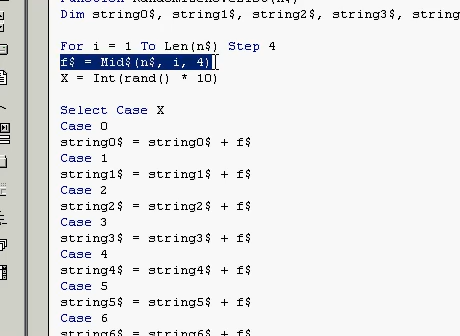 Dim string0$, string1$, string2$, string3$, string
For i = 1 To Len(n$) Step 4
f$ = Mid$(n$, i, 4)
X = Int(rand() * 10)
Select Case X
Case 0
string0$ = string0$ + f$
Case 1
string1$ = string1$ + f$
Case 2
string2$ = string2$ + f$
Case 3
string3$ = string3$ + f$
Case 4
string4$ = string4$ + f$
Case 5
string5$ = string5$ + f$
Case 6
string6$ = string6$ + f$